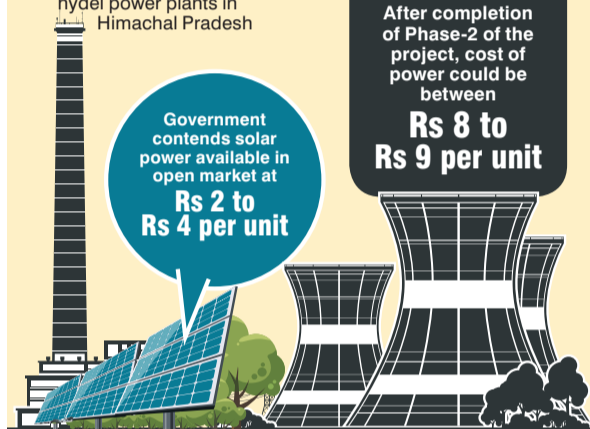 hydel power plants in
Himachal Pradesh
Government
contends solar
power available in
open market at
Rs 2 to
Rs 4 per unit
After completion
of Phase-2 of the
project, cost of
power could be
between
Rs 8 to
Rs 9 per unit